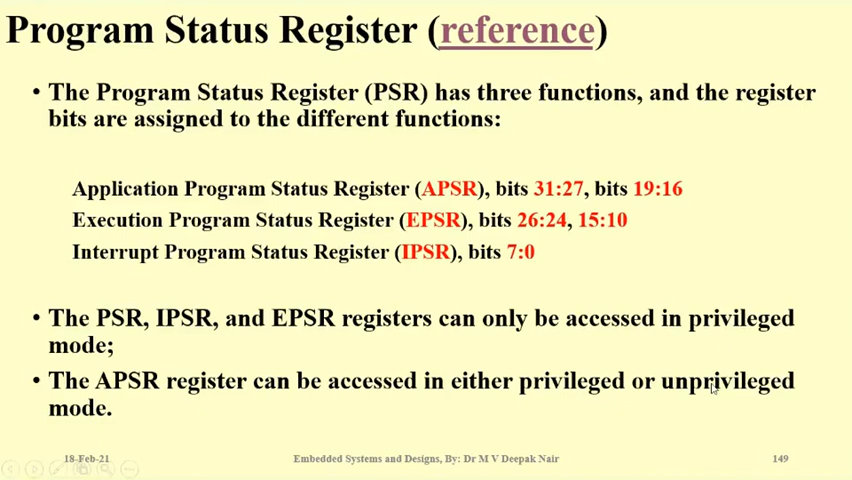 Program Status Register (reference)
• The Program Status Register (PSR) has three functions, and the register
bits are assigned to the different functions:
Application Program Status Register (APSR), bits 31:27, bits 19:16
Execution Program Status Register (EPSR), bits 26:24, 15:10
Interrupt Program Status Register (IPSR), bits 7:0
• The PSR, IPSR, and EPSR registers can only be accessed in privileged
mode;
• The APSR register can be accessed in either privileged or unprivileged
mode.
18-Feb-21 Embedded Systems and Designs, By: Dr M V Deepak Nair 149